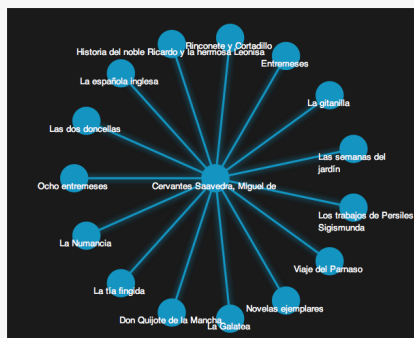 Rinconete y Cortadillo
Historia del noble Ricardo y la hermosa Leonisa
Entremeses
La española inglesa
La gitanilla
Las dos doncellas
Las semanas del
jardín
Ocho entremeses
Cervantes Saavedra, Miguel de
Los trabajos de Persiles
Sigismunda
La Numancia
Viaje del Parnaso
La tía fingida
Novelas ejemplares
Don Quijote de la Mancha
La Galatea